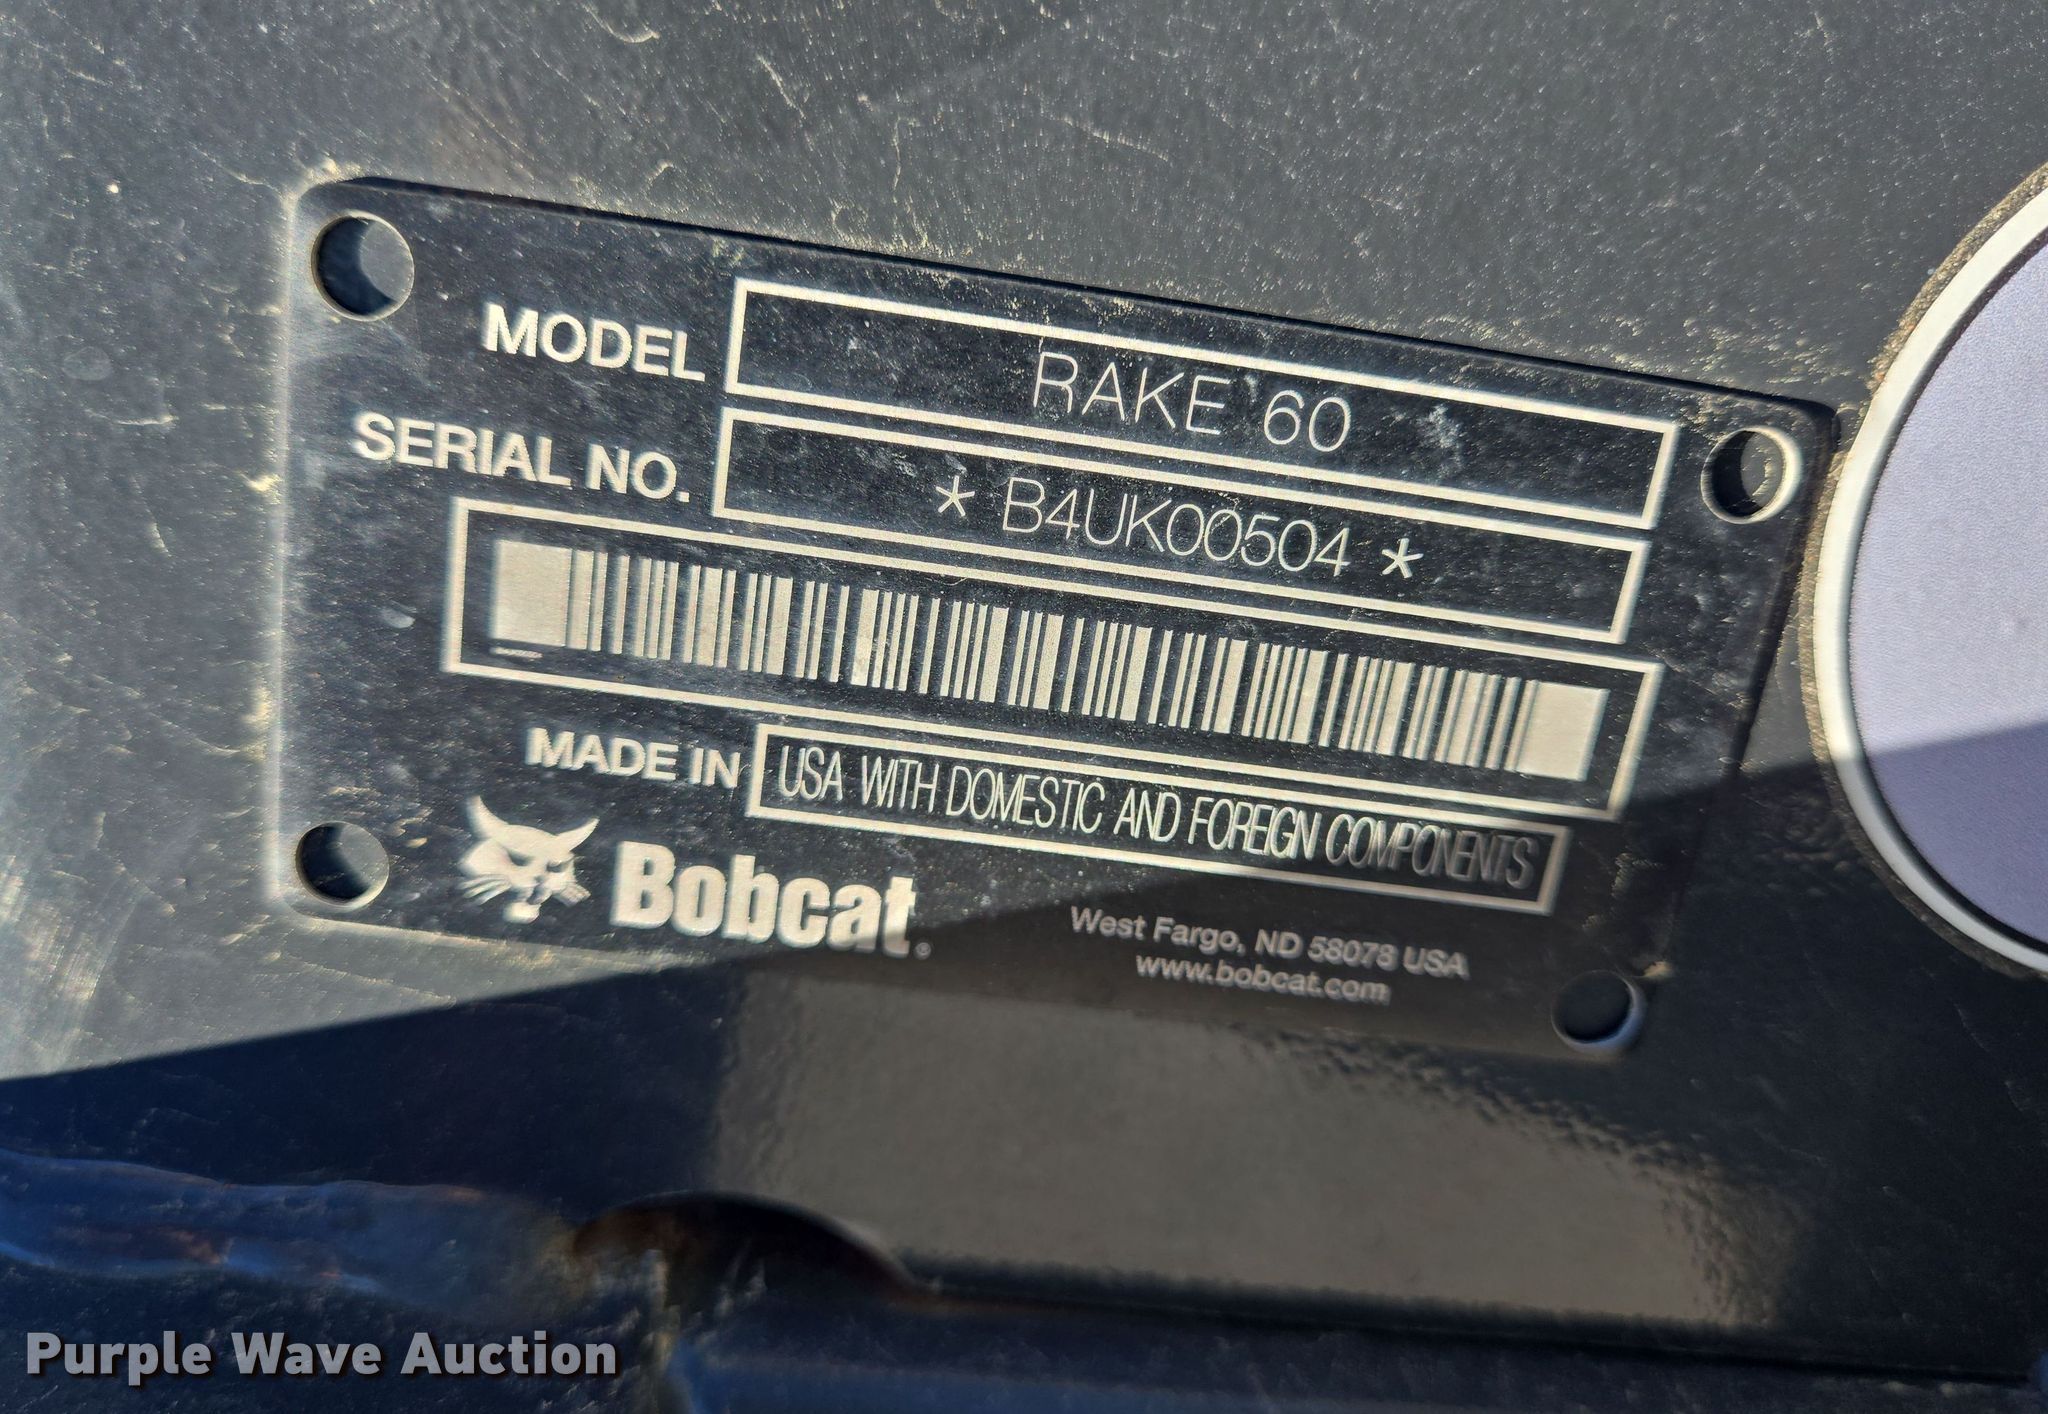 MODEL RAKE 60
SERIAL NO. * B4UK00504 *
MADE IN USA WITH DOMESTIC AND FOREIGN COMPONENTS
Bobcat®
West Fargo, ND 58078 USA
www.bobcat.com
Purple Wave Auction